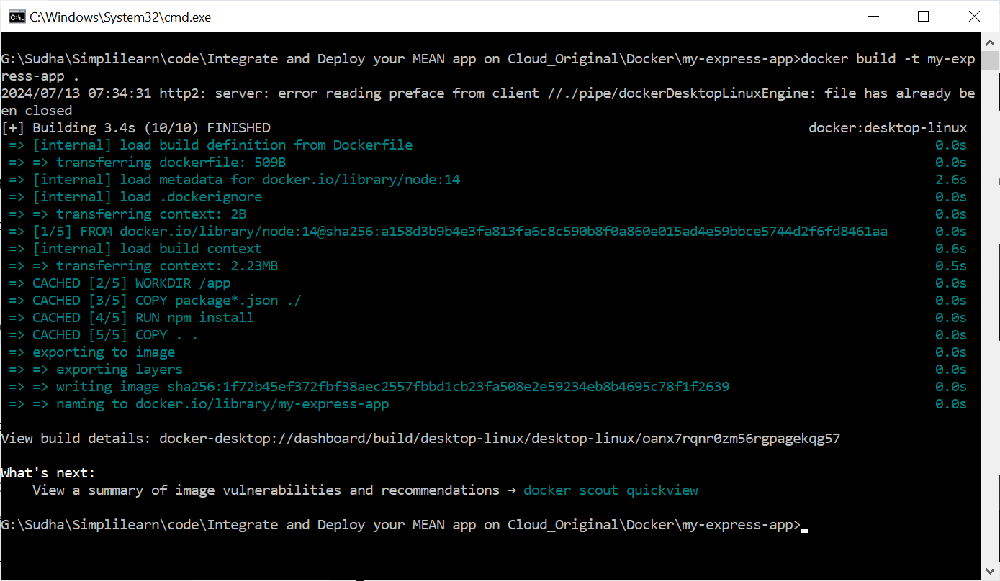 C:\Windows\System32\cmd.exe
G:\Sudha\Simplilearn\code\Integrate and Deploy your MEAN app on Cloud_Original\Docker\my-express-app>docker build -t my-exp
ress-app .
2024/07/13 07:34:31 http2: server: error reading preface from client //./pipe/dockerDesktopLinuxEngine: file has already be
en closed
[+] Building 3.4s (10/10) FINISHED docker:desktop-linux
=> [internal] load build definition from Dockerfile 0.0s
=> => transferring dockerfile: 509B 0.0s
=> [internal] load metadata for docker.io/library/node:14 2.6s
=> [internal] load .dockerignore 0.0s
=> => transferring context: 2B 0.0s
=> [1/5] FROM docker.io/library/node:14@sha256:a158d3b9b4e3fa813fa6c8c590b8f0a860e015ad4e59bbce5744d2f6fd8461aa 0.0s
=> [internal] load build context 0.6s
=> => transferring context: 2.23MB 0.5s
=> CACHED [2/5] WORKDIR /app 0.0s
=> CACHED [3/5] COPY package*.json ./ 0.0s
=> CACHED [4/5] RUN npm install 0.0s
=> CACHED [5/5] COPY . . 0.0s
=> exporting to image 0.0s
=> => exporting layers 0.0s
=> => writing image sha256:1f72b45ef372fbf38aec2557fbbd1cb23fa508e2e59234eb8b4695c78f1f2639 0.0s
=> => naming to docker.io/library/my-express-app 0.0s
View build details: docker-desktop://dashboard/build/desktop-linux/desktop-linux/oanx7rqnr0zm56rgpagekqg57
What's next:
View a summary of image vulnerabilities and recommendations → docker scout quickview
G:\Sudha\Simplilearn\code\Integrate and Deploy your MEAN app on Cloud_Original\Docker\my-express-app>